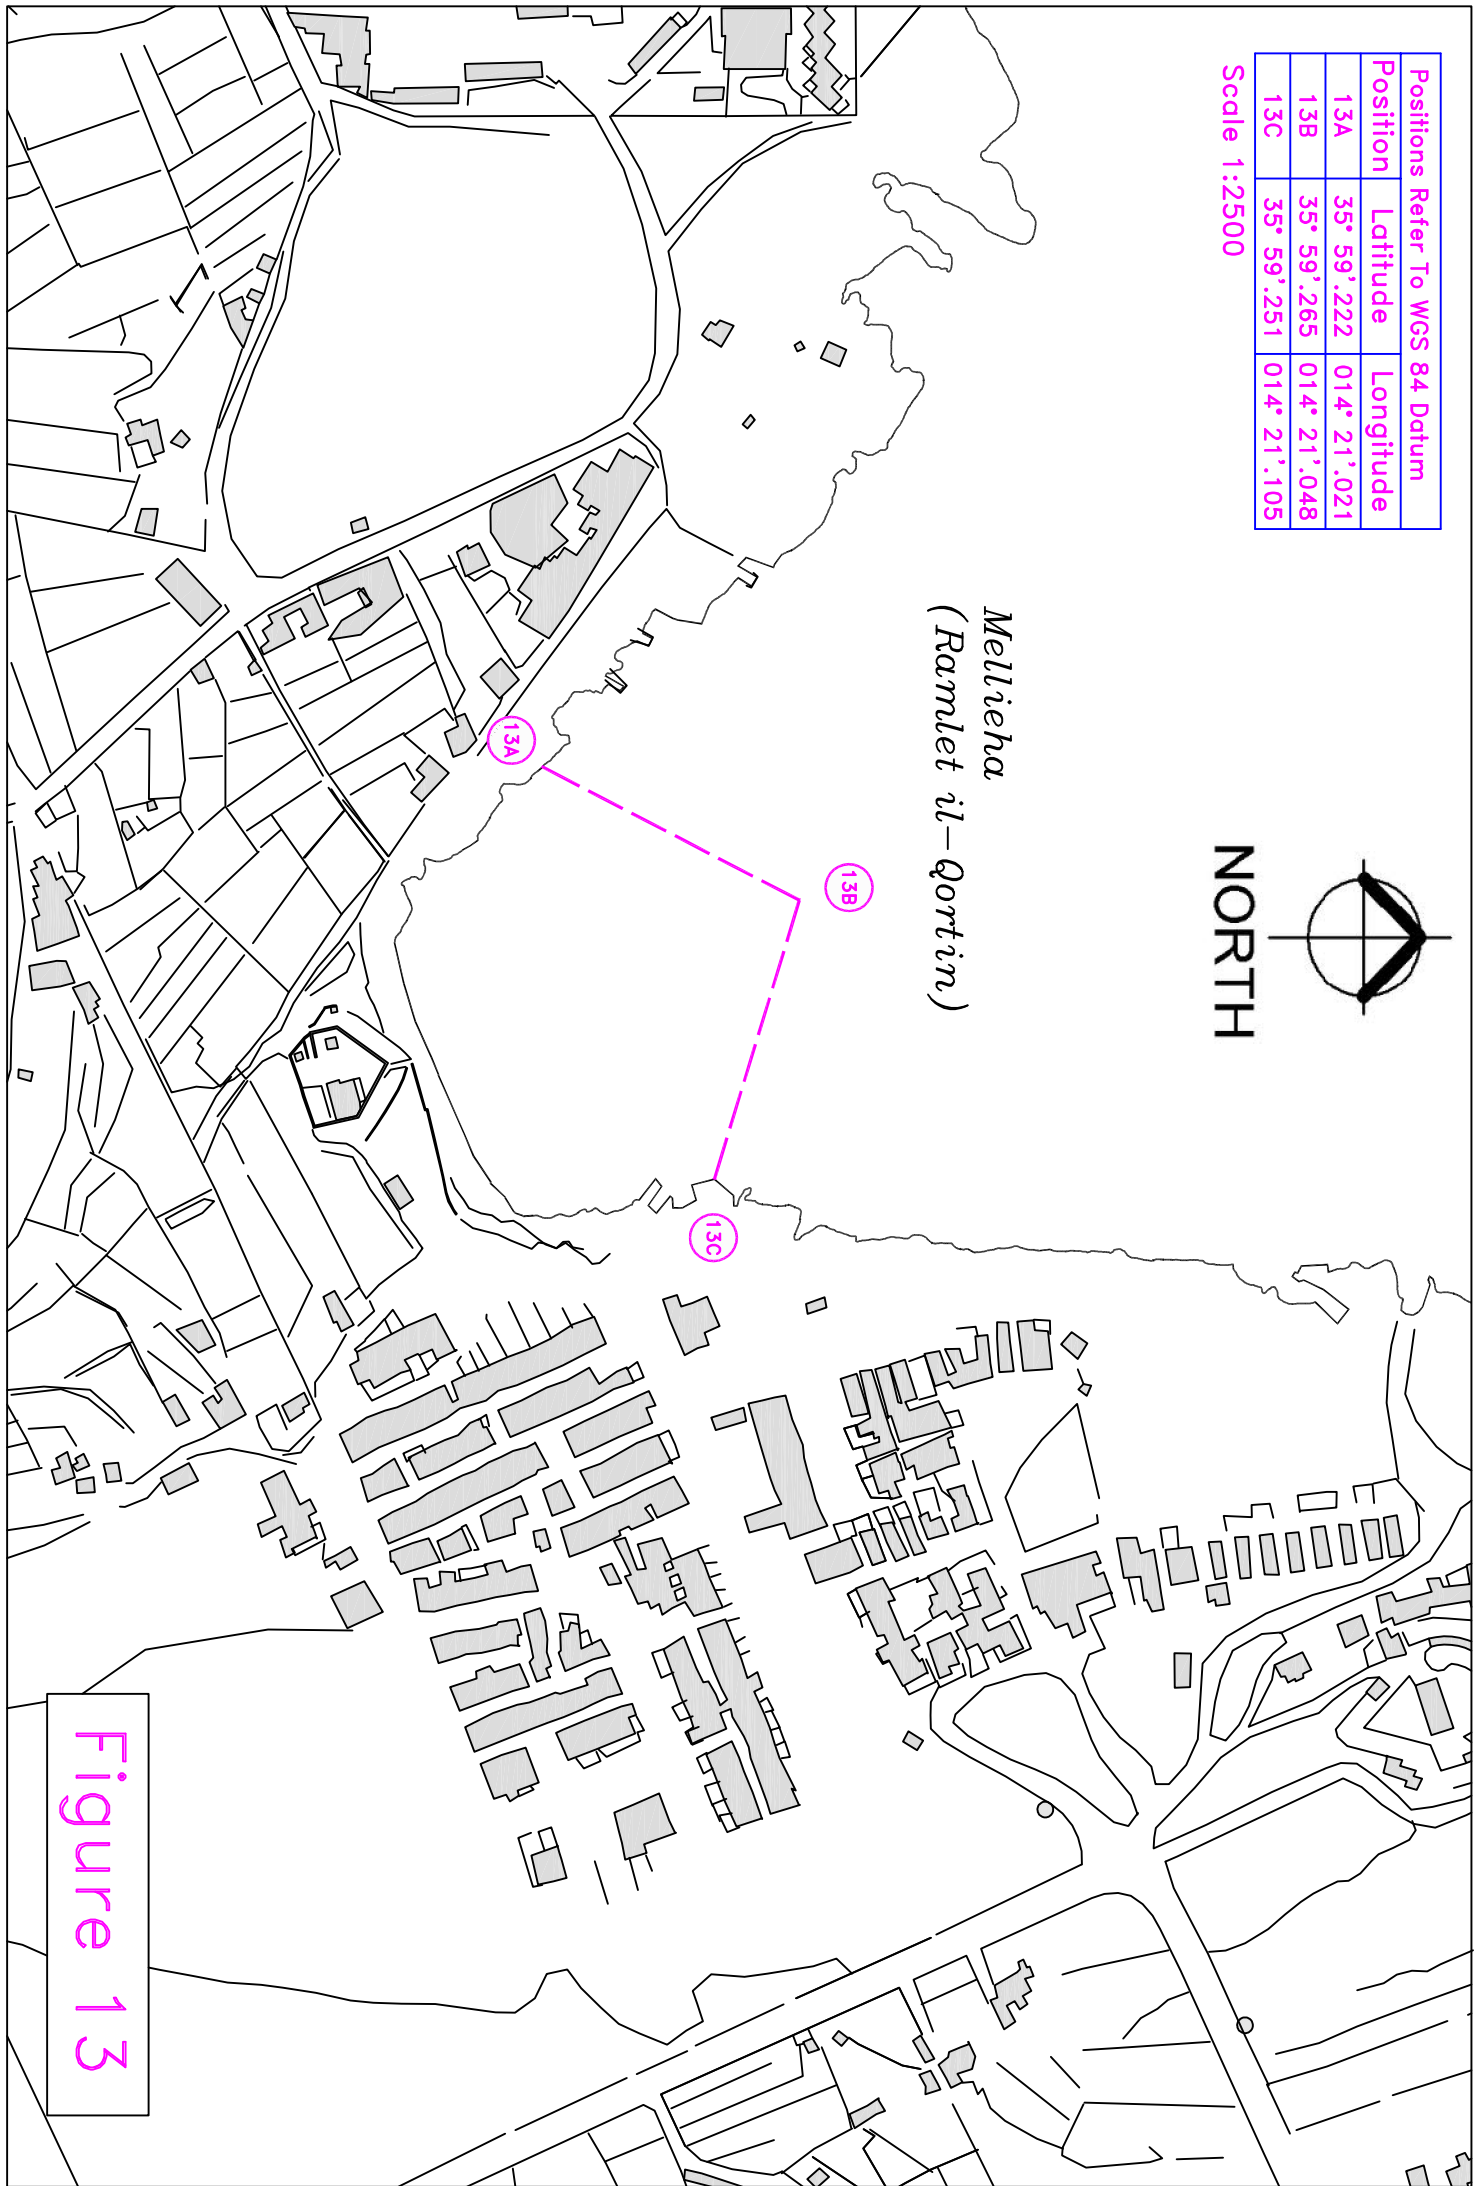 Positions Refer To WGS 84 Datum
Position Latitude Longitude
13A 35° 59'.222 014° 21'.021
13B 35° 59'.265 014° 21'.048
13C 35° 59'.251 014° 21'.105
Scale 1:2500
NORTH
Mellieha
(Ramlet il-Qortin)
13A
13B
13C
Figure 13